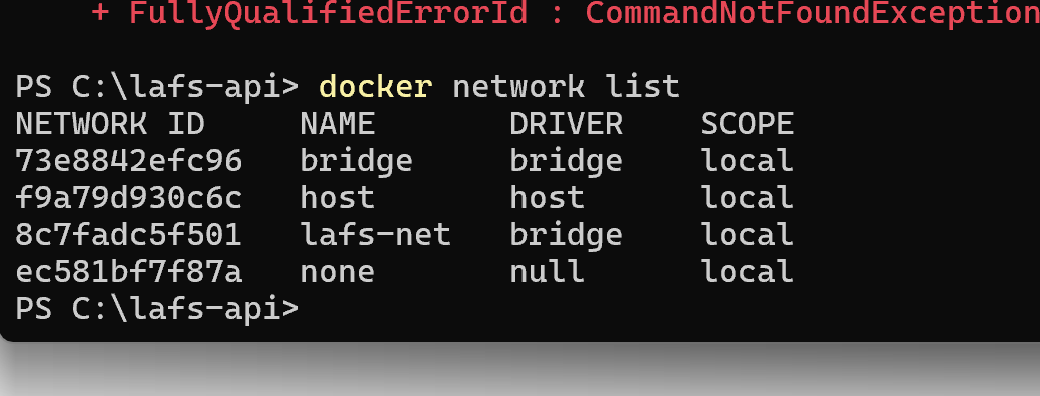 + FullyQualifiedErrorId : CommandNotFoundException
PS C:\lafs-api> docker network list
NETWORK ID     NAME       DRIVER    SCOPE
73e8842efc96   bridge     bridge    local
f9a79d930c6c   host       host      local
8c7fadc5f501   lafs-net   bridge    local
ec581bf7f87a   none       null      local
PS C:\lafs-api>